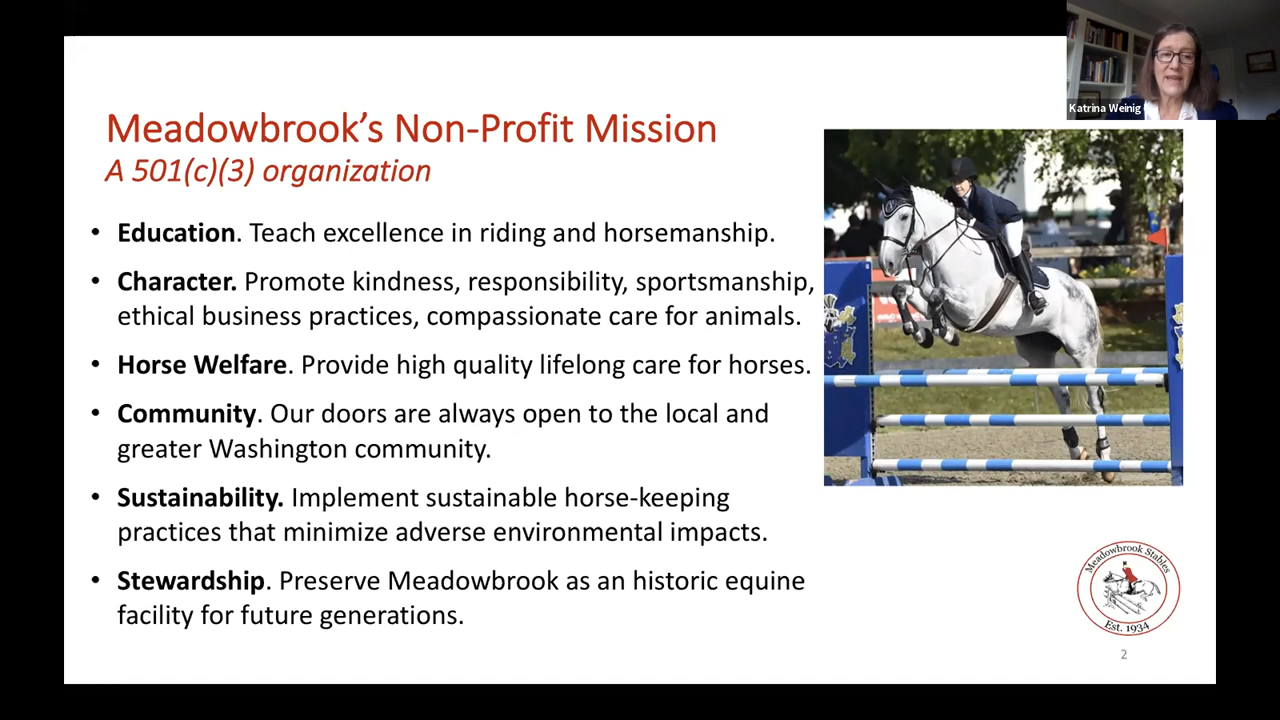 Katrina Weinig
Meadowbrook's Non-Profit Mission
A 501(c)(3) organization
• Education. Teach excellence in riding and horsemanship.
• Character. Promote kindness, responsibility, sportsmanship,
ethical business practices, compassionate care for animals.
• Horse Welfare. Provide high quality lifelong care for horses.
• Community. Our doors are always open to the local and
greater Washington community.
• Sustainability. Implement sustainable horse-keeping
practices that minimize adverse environmental impacts.
• Stewardship. Preserve Meadowbrook as an historic equine
facility for future generations.
Meadowbrook Stables
Est. 1934
2